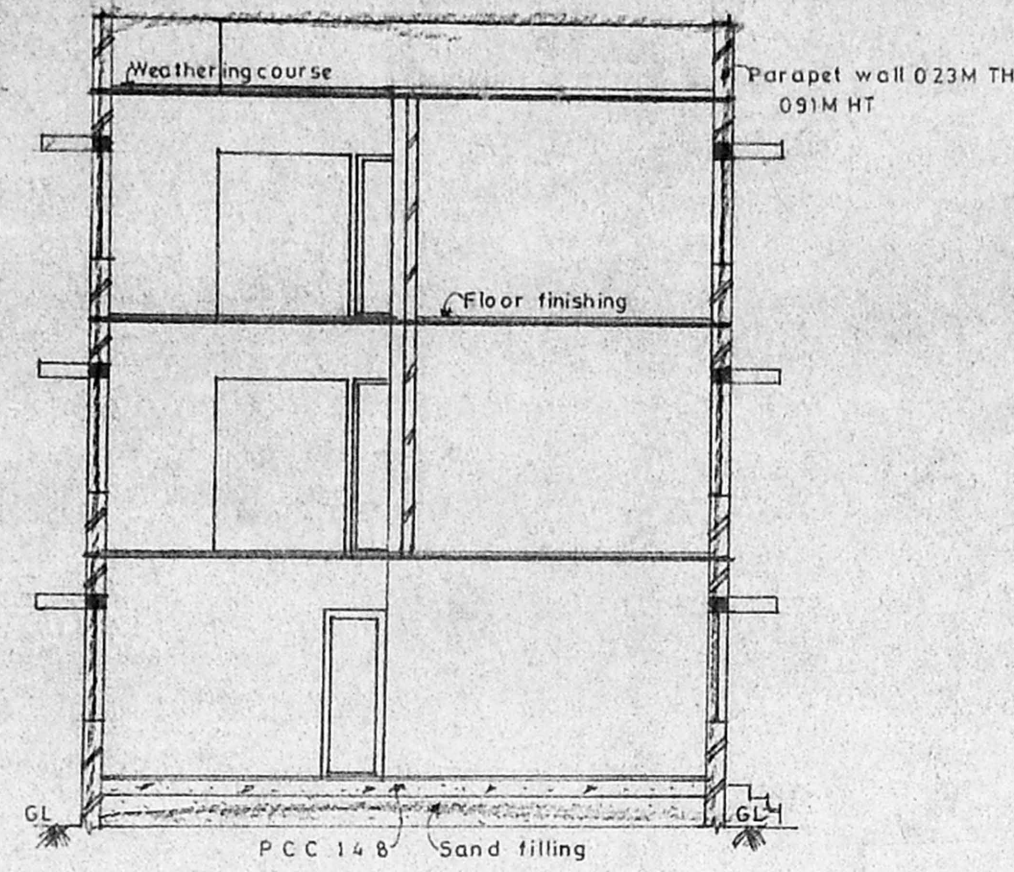 Weathering course
Parapet wall 0.23M TH
0.91M HT
Floor finishing
GL
GL
P C C 1 4 8
Sand filling